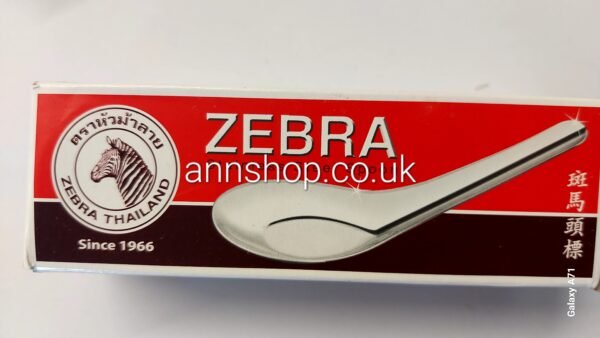 ตราหัวม้าลาย
ZEBRA THAILAND
Since 1966
ZEBRA
annshop.co.uk
斑馬頭標
Galaxy A71